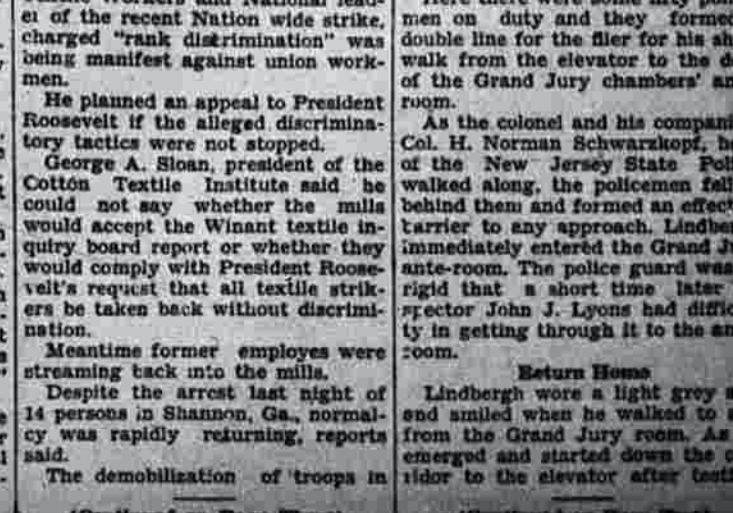 ei of the recent Nation wide strike,
charged "rank discrimination" was
being manifest against union work-
men.
He planned an appeal to President
Roosevelt if the alleged discrimina-
tory tactics were not stopped.
George A. Sloan, president of the
Cotton Textile Institute said he
could not say whether the mills
would accept the Winant textile in-
quiry board report or whether they
would comply with President Roose-
velt's request that all textile strik-
ers be taken back without discrimi-
nation.
Meantime former employes were
streaming back into the mills.
Despite the arrest last night of
14 persons in Shannon, Ga., normal-
cy was rapidly returning, reports
said.
The demobilization of troops in
men on duty and they formed
double line for the flier for his
walk from the elevator to the
of the Grand Jury chambers'
room.
As the colonel and his
Col. H. Norman Schwarzkopf,
of the New Jersey State
walked along, the policemen
behind them and formed an
barrier to any approach.
immediately entered the Grand
ante-room. The police guard was
rigid that a short time later
spector John J. Lyons had
ty in getting through it to the
room.
Return Home
Lindbergh wore a light grey
and smiled when he walked to
from the Grand Jury room. As
emerged and started down the
ridor to the elevator after